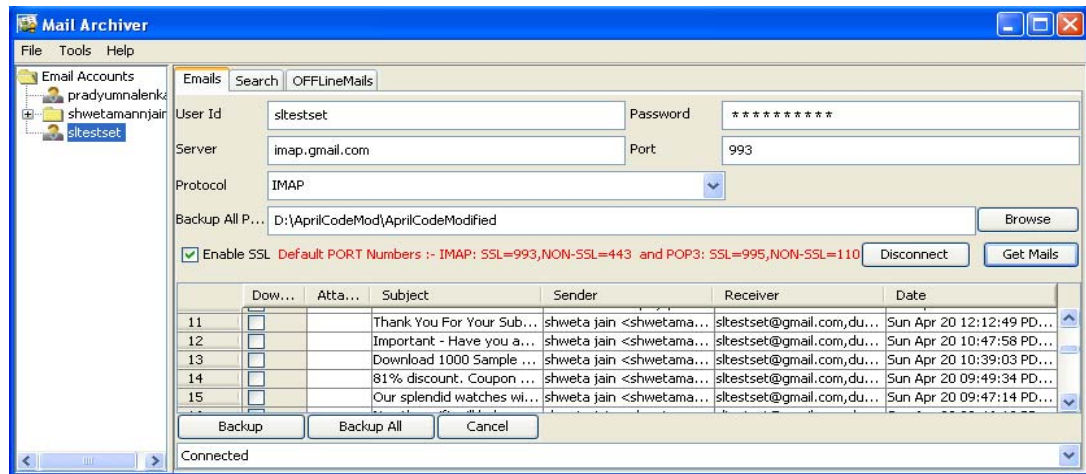 Mail Archiver
File Tools Help
Email Accounts
pradyumnalenka
shwetamannjair
sltestset
Emails Search OFFLineMails
User Id sltestset Password **********
Server imap.gmail.com Port 993
Protocol IMAP
Backup All P... D:\AprilCodeMod\AprilCodeModified Browse
Enable SSL Default PORT Numbers :- IMAP: SSL=993,NON-SSL=443 and POP3: SSL=995,NON-SSL=110 Disconnect Get Mails
Dow... Atta... Subject Sender Receiver Date
11 Thank You For Your Sub... shweta jain <shwetama... sltestset@gmail.com,du... Sun Apr 20 12:12:49 PD...
12 Important - Have you a... shweta jain <shwetama... sltestset@gmail.com,du... Sun Apr 20 10:47:58 PD...
13 Download 1000 Sample ... shweta jain <shwetama... sltestset@gmail.com,du... Sun Apr 20 10:39:03 PD...
14 81% discount. Coupon ... shweta jain <shwetama... sltestset@gmail.com,du... Sun Apr 20 09:49:34 PD...
15 Our splendid watches wi... shweta jain <shwetama... sltestset@gmail.com,du... Sun Apr 20 09:47:14 PD...
Backup Backup All Cancel
Connected